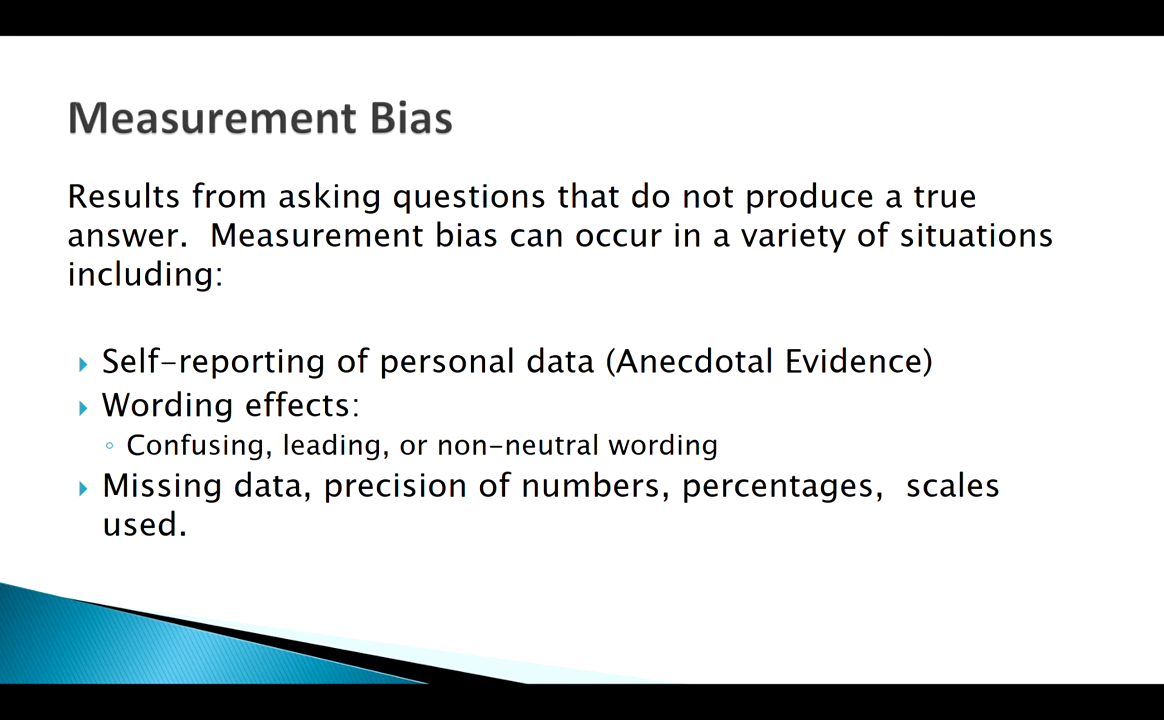 Measurement Bias
Results from asking questions that do not produce a true
answer.  Measurement bias can occur in a variety of situations
including:
Self-reporting of personal data (Anecdotal Evidence)
Wording effects:
Confusing, leading, or non-neutral wording
Missing data, precision of numbers, percentages,  scales
used.